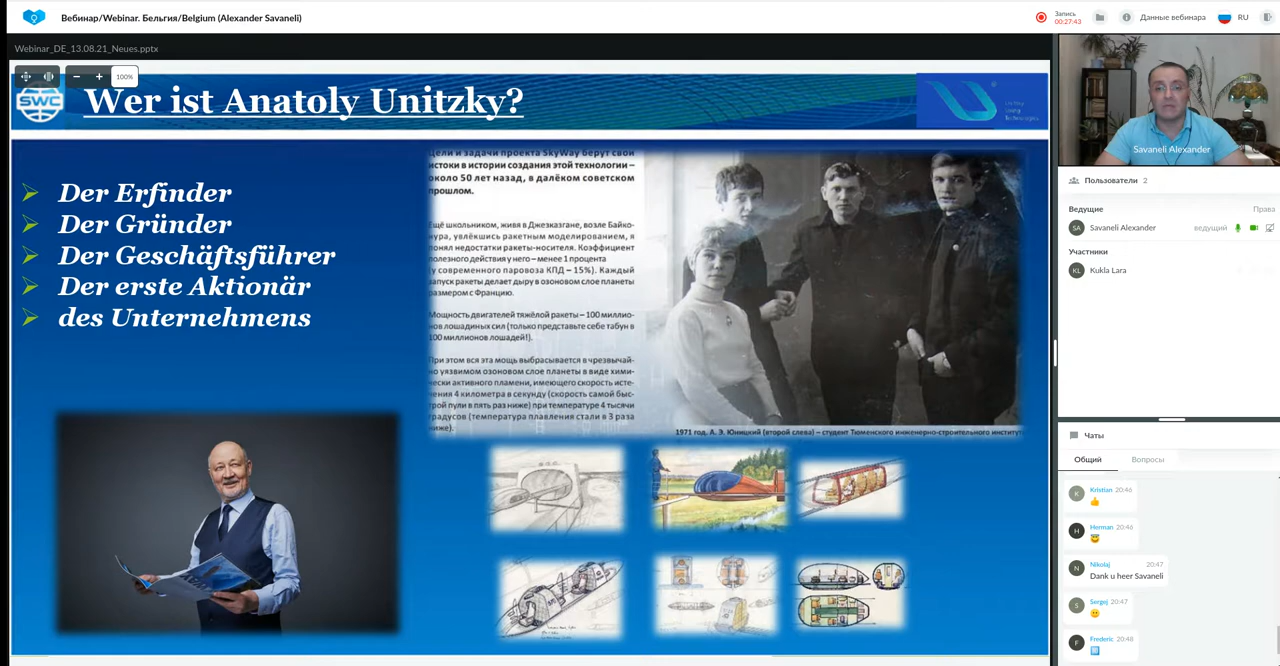 Вебинар/Webinar. Бельгия/Belgium (Alexander Savaneli)
Запись
00:27:43
Данные вебинара
RU
Webinar_DE_13.08.21_Neues.pptx
100%
SWC
Wer ist Anatoly Unitzky?
Der Erfinder
Der Gründer
Der Geschäftsführer
Der erste Aktionär
des Unternehmens
цели и задачи проекта SkyWay берут свои
истоки в истории создания этой технологии –
около 50 лет назад, в далёком советском
прошлом.
Ещё школьником, живя в Джезказгане, возле Байко-
нура, увлёкшись ракетным моделированием, я
понял недостатки ракеты-носителя. Коэффициент
полезного действия у него – менее 1 процента
(у современного паровоза КПД – 15%). Каждый
запуск ракеты делает дыру в озоновом слое планеты
размером с Францию.
Мощность двигателей тяжёлой ракеты – 100 миллио-
нов лошадиных сил (только представьте себе табун в
100 миллионов лошадей!).
При этом вся эта мощь выбрасывается в чрезвычай-
но уязвимом озоновом слое планеты в виде хими-
чески активного пламени, имеющего скорость исте-
чения 4 километра в секунду (скорость самой быс-
трой пули в пять раз ниже) при температуре 4 тысячи
градусов (температура плавления стали в 3 раза
ниже).
1971 год. А. Э. Юницкий (второй слева) – студент Тюменского инженерно-строительного институт
Savaneli Alexander
Пользователи 2
Ведущие
Права
SA
Savaneli Alexander
ведущий
Участники
KL
Kukla Lara
Чаты
Общий
Вопросы
K
Kristian 20:46
H
Herman 20:46
N
Nikolaj 20:47
Dank u heer Savaneli
S
Sergej 20:47
F
Frederic 20:48